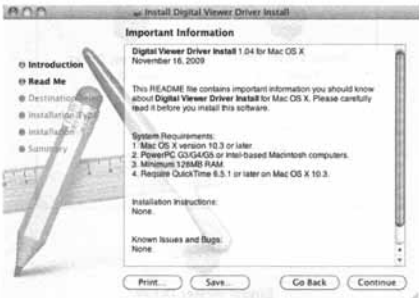 Install Digital Viewer Driver Install
Important Information
Introduction
Read Me
Destination
Installation Type
Installation
Summary
Digital Viewer Driver Install 1.04 for Mac OS X
November 16, 2009
This README file contains important information you should know
about Digital Viewer Driver Install for Mac OS X. Please carefully
read it before you install this software.
System Requirements:
1. Mac OS X version 10.3 or later
2. PowerPC G3/G4/G5 or Intel-based Macintosh computers.
3. Minimum 128MB RAM.
4. Require QuickTime 6.5.1 or later on Mac OS X 10.3.
Installation Instructions:
None.
Known Issues and Bugs:
None.
Print...
Save...
Go Back
Continue